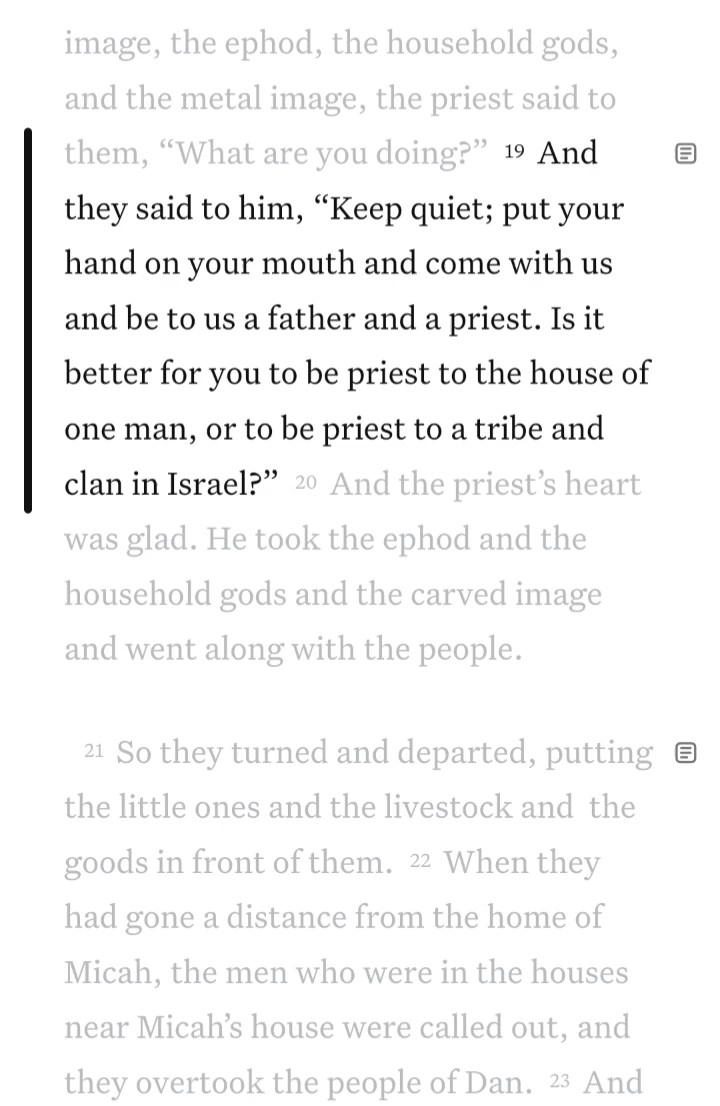 image, the ephod, the household gods,
and the metal image, the priest said to
them, “What are you doing?” 19 And
they said to him, “Keep quiet; put your
hand on your mouth and come with us
and be to us a father and a priest. Is it
better for you to be priest to the house of
one man, or to be priest to a tribe and
clan in Israel?” 20 And the priest’s heart
was glad. He took the ephod and the
household gods and the carved image
and went along with the people.
21 So they turned and departed, putting
the little ones and the livestock and the
goods in front of them. 22 When they
had gone a distance from the home of
Micah, the men who were in the houses
near Micah’s house were called out, and
they overtook the people of Dan. 23 And